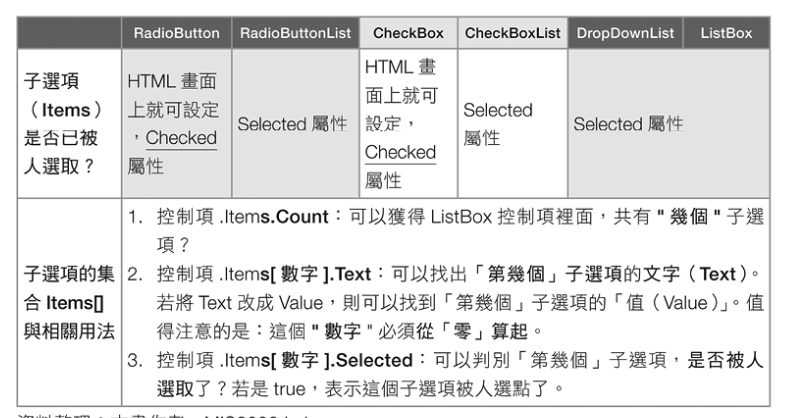 RadioButton RadioButtonList CheckBox CheckBoxList DropDownList ListBox
子選項
（Items）
是否已被
人選取？
HTML 畫面
上就可設定
，Checked
屬性
Selected 屬性
HTML 畫
面上就可
設定，
Checked
屬性
Selected
屬性
Selected 屬性
子選項的集
合 Items[]
與相關用法
1. 控制項 .Items.Count：可以獲得 ListBox 控制項裡面，共有 " 幾個 " 子選
項？
2. 控制項 .Items[ 數字 ].Text：可以找出「第幾個」子選項的文字（Text）。
若將 Text 改成 Value，則可以找到「第幾個」子選項的「值（Value）」。值
得注意的是：這個 " 數字 " 必須從「零」算起。
3. 控制項 .Items[ 數字 ].Selected：可以判別「第幾個」子選項，是否被人
選取了？若是 true，表示這個子選項被人選點了。